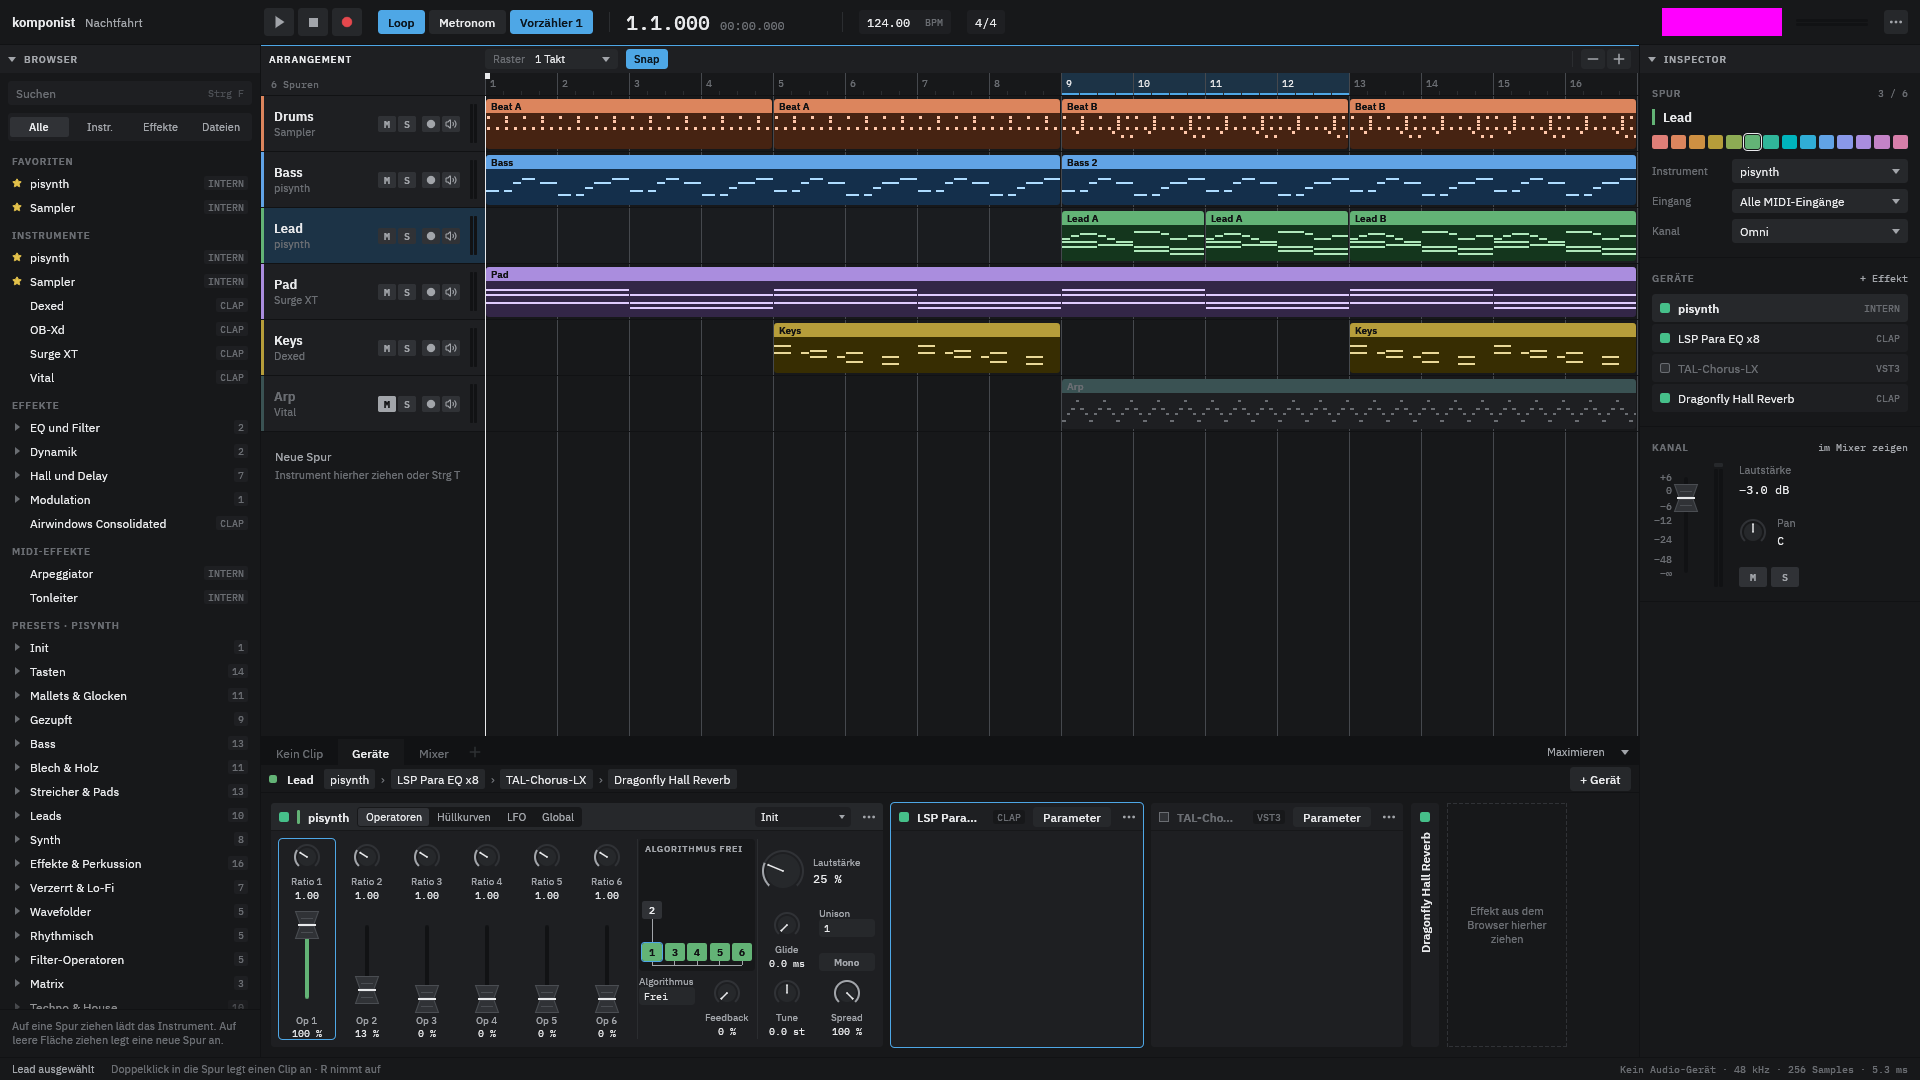 komponist Nachtfahrt
Loop Metronom Vorzähler 1 1.1.000 00:00.000 124.00 BPM 4/4
BROWSER
Suchen Strg F
Alle Instr. Effekte Dateien
FAVORITEN
pisynth INTERN
Sampler INTERN
INSTRUMENTE
pisynth INTERN
Sampler INTERN
Dexed CLAP
OB-Xd CLAP
Surge XT CLAP
Vital CLAP
EFFEKTE
EQ und Filter 2
Dynamik 2
Hall und Delay 7
Modulation 1
Airwindows Consolidated CLAP
MIDI-EFFEKTE
Arpeggiator INTERN
Tonleiter INTERN
PRESETS · PISYNTH
Init 1
Tasten 14
Mallets & Glocken 11
Gezupft 9
Bass 13
Blech & Holz 11
Streicher & Pads 13
Leads 10
Synth 8
Effekte & Perkussion 16
Verzerrt & Lo-Fi 7
Wavefolder 5
Rhythmisch 5
Filter-Operatoren 5
Matrix 3
Techno & House 10
Auf eine Spur ziehen lädt das Instrument. Auf
leere Fläche ziehen legt eine neue Spur an.
ARRANGEMENT Raster 1 Takt Snap
6 Spuren 1 2 3 4 5 6 7 8 9 10 11 12 13 14 15 16
Drums
Sampler
M S
Beat A Beat A Beat B Beat B
Bass
pisynth
M S
Bass Bass 2
Lead
pisynth
M S
Lead A Lead A Lead B
Pad
Surge XT
M S
Pad
Keys
Dexed
M S
Keys Keys
Arp
Vital
M S
Arp
Neue Spur
Instrument hierher ziehen oder Strg T
Kein Clip Geräte Mixer + Maximieren
Lead pisynth › LSP Para EQ x8 › TAL-Chorus-LX › Dragonfly Hall Reverb + Gerät
pisynth Operatoren Hüllkurven LFO Global Init
Ratio 1 Ratio 2 Ratio 3 Ratio 4 Ratio 5 Ratio 6
1.00 1.00 1.00 1.00 1.00 1.00
Op 1 Op 2 Op 3 Op 4 Op 5 Op 6
100 % 13 % 0 % 0 % 0 % 0 %
ALGORITHMUS FREI
2
1 3 4 5 6
Algorithmus
Frei
Feedback
0 %
Lautstärke
25 %
Unison
1
Glide
0.0 ms
Mono
Tune
0.0 st
Spread
100 %
LSP Para... CLAP Parameter
TAL-Cho... VST3 Parameter
Dragonfly Hall Reverb
Effekt aus dem
Browser hierher
ziehen
INSPECTOR
SPUR 3 / 6
Lead
Instrument pisynth
Eingang Alle MIDI-Eingänge
Kanal Omni
GERÄTE + Effekt
pisynth INTERN
LSP Para EQ x8 CLAP
TAL-Chorus-LX VST3
Dragonfly Hall Reverb CLAP
KANAL im Mixer zeigen
+6
0
−6
−12
−24
−48
−∞
Lautstärke
−3.0 dB
Pan
C
M S
Lead ausgewählt Doppelklick in die Spur legt einen Clip an · R nimmt auf
Kein Audio-Gerät · 48 kHz · 256 Samples · 5.3 ms